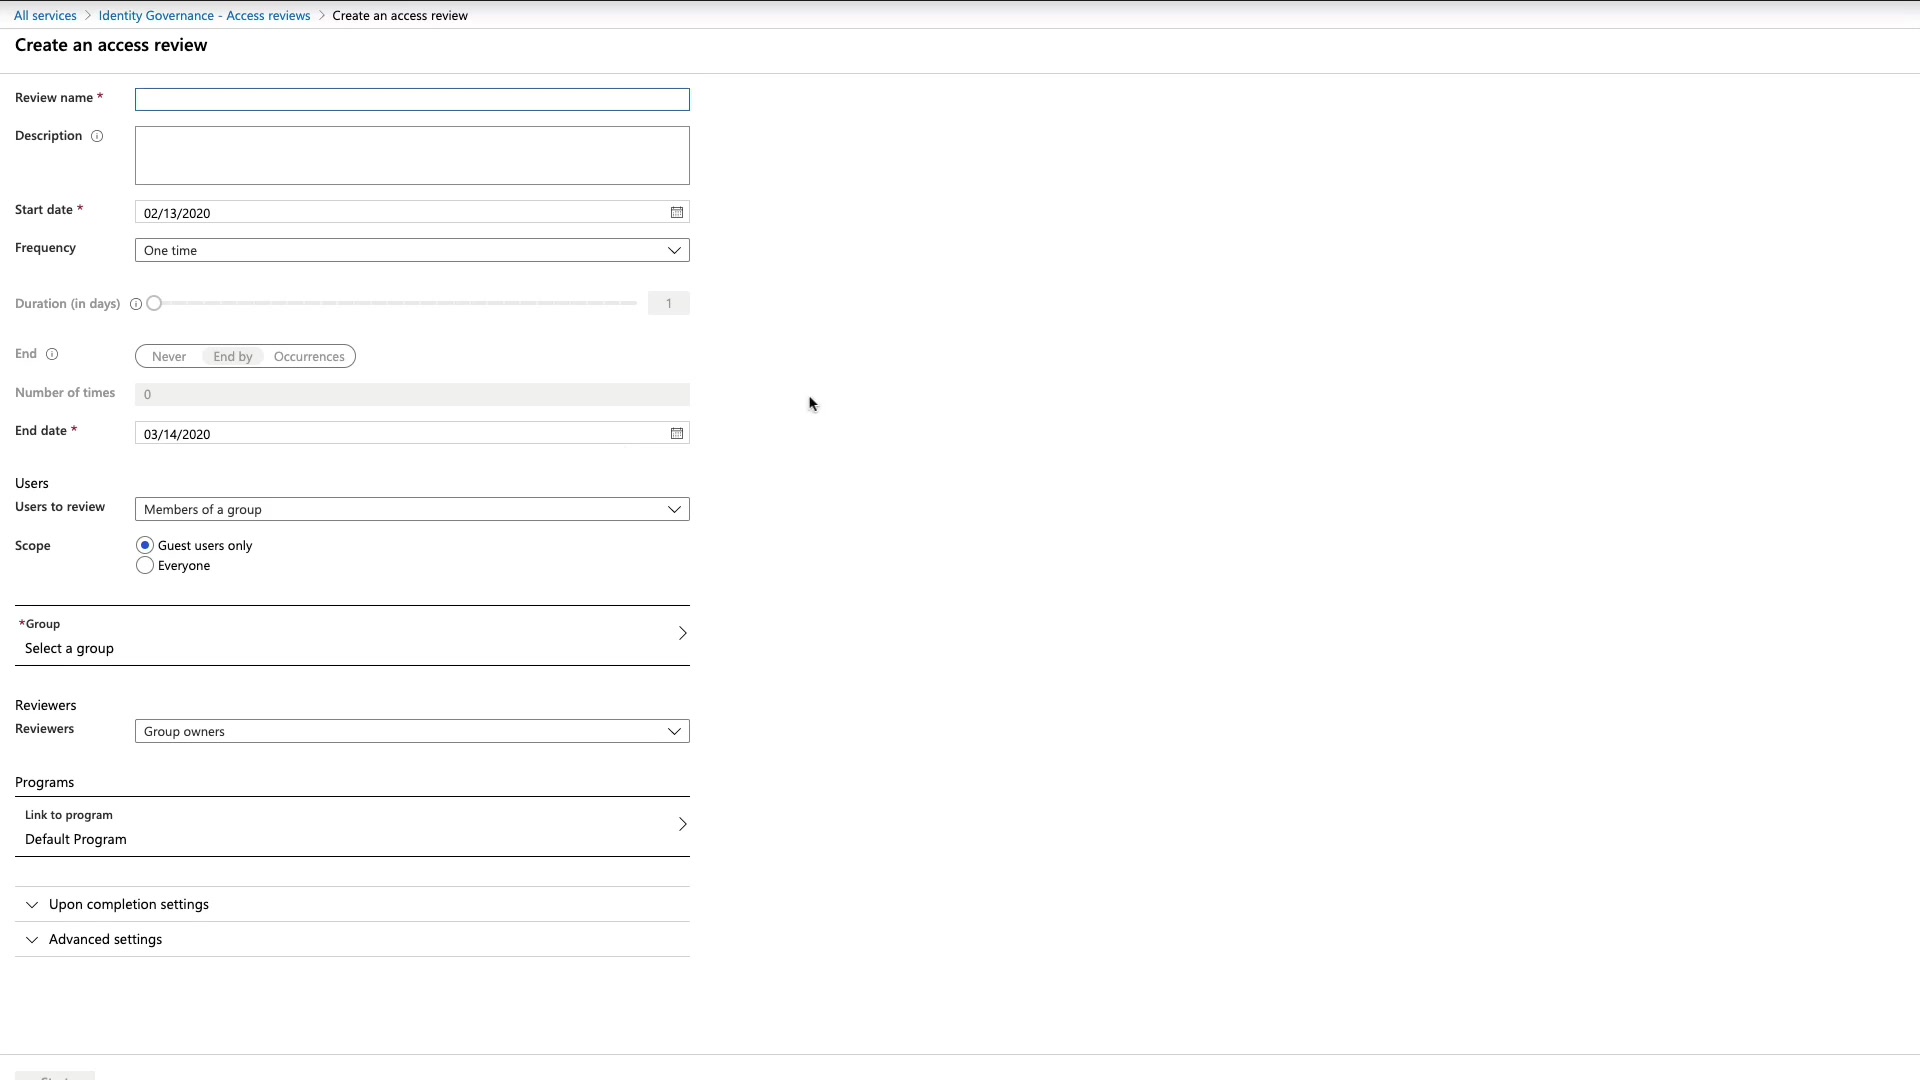 All services > Identity Governance - Access reviews > Create an access review
Create an access review
Review name *
Description
Start date * 02/13/2020
Frequency One time
Duration (in days) 1
End Never End by Occurrences
Number of times 0
End date * 03/14/2020
Users
Users to review Members of a group
Scope Guest users only
Everyone
*Group
Select a group
Reviewers
Reviewers Group owners
Programs
Link to program
Default Program
Upon completion settings
Advanced settings